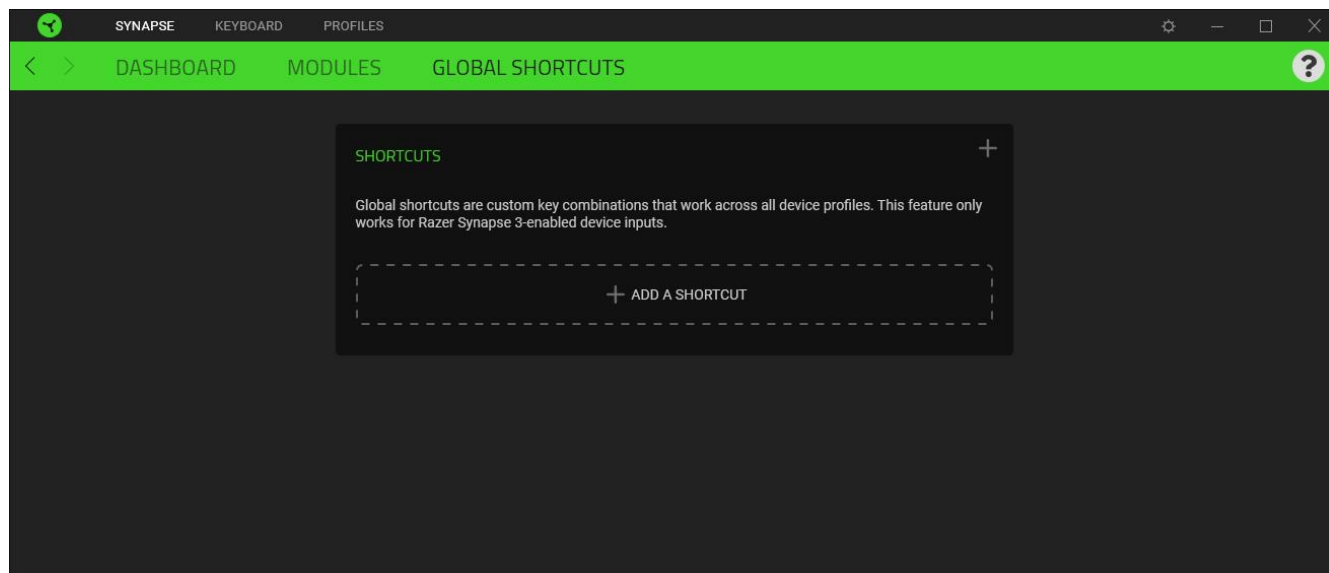 SYNAPSE KEYBOARD PROFILES
DASHBOARD MODULES GLOBAL SHORTCUTS ?
SHORTCUTS
Global shortcuts are custom key combinations that work across all device profiles. This feature only
works for Razer Synapse 3-enabled device inputs.
ADD A SHORTCUT